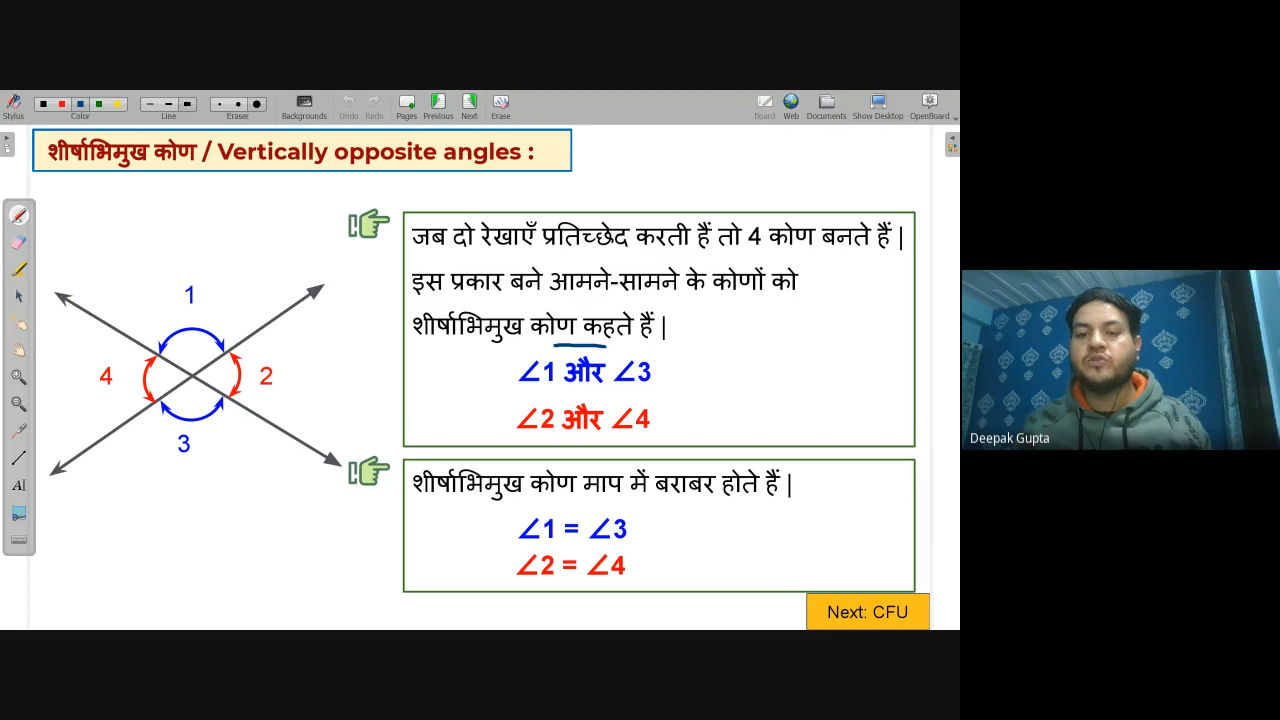 Stylus
Color
Line
Eraser
Backgrounds
Undo
Redo
Pages
Previous
Next
Erase
Board
Web
Documents
Show Desktop
OpenBoard
शीर्षाभिमुख कोण / Vertically opposite angles :
जब दो रेखाएँ प्रतिच्छेद करती हैं तो 4 कोण बनते हैं |
इस प्रकार बने आमने-सामने के कोणों को
शीर्षाभिमुख कोण कहते हैं |
∠1 और ∠3
∠2 और ∠4
1
4
2
3
शीर्षाभिमुख कोण माप में बराबर होते हैं |
∠1 = ∠3
∠2 = ∠4
Next: CFU
Deepak Gupta